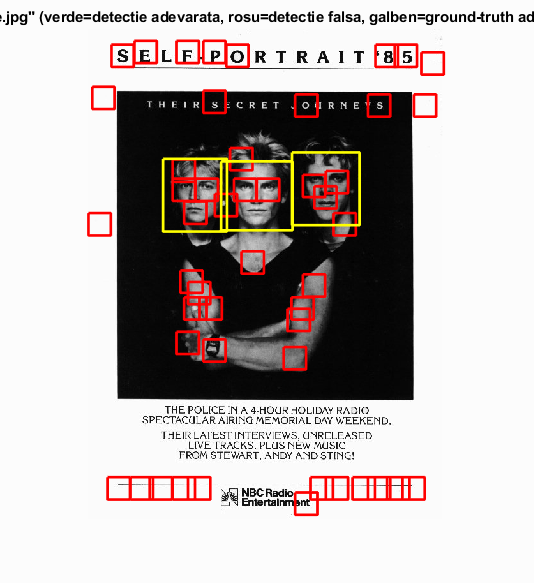 e.jpg" (verde=detectie adevarata, rosu=detectie falsa, galben=ground-truth ad
SELF-PORTRAIT '85
THEIR SECRET JOURNEYS
THE POLICE IN A 4-HOUR HOLIDAY RADIO
SPECTACULAR AIRING MEMORIAL DAY WEEKEND.
THEIR LATEST INTERVIEWS, UNRELEASED
LIVE TRACKS, PLUS NEW MUSIC
FROM STEWART, ANDY AND STING!
NBC Radio
Entertainment